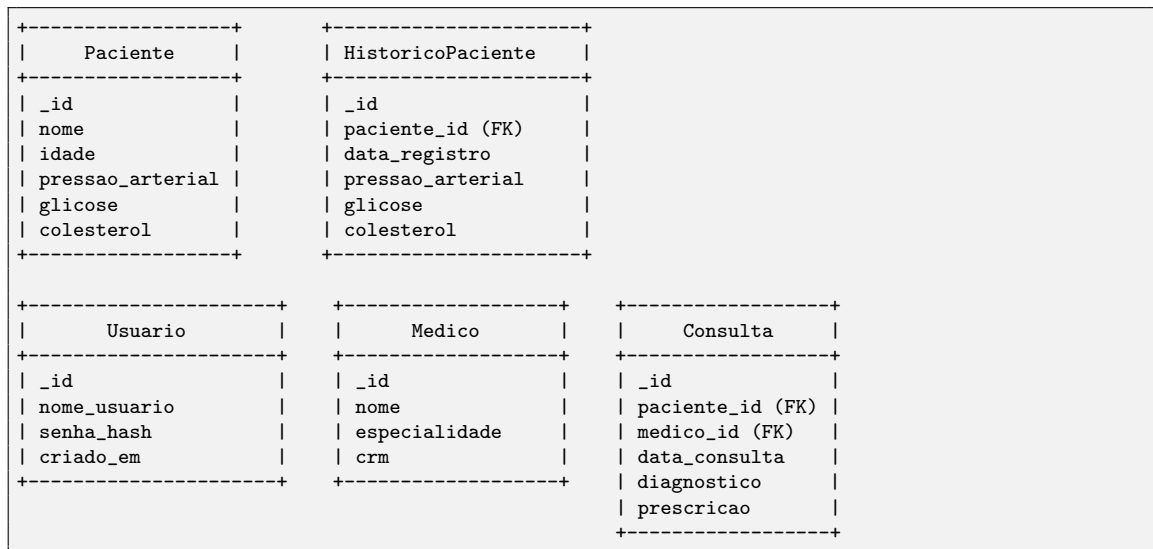 +------------------+       +----------------------+
|     Paciente     |       | HistoricoPaciente    |
+------------------+       +----------------------+
| _id              |       | _id                  |
| nome             |       | paciente_id (FK)     |
| idade            |       | data_registro        |
| pressao_arterial |       | pressao_arterial     |
| glicose          |       | glicose              |
| colesterol       |       | colesterol           |
+------------------+       +----------------------+

+----------------------+    +-------------------+    +------------------+
|       Usuario        |    |      Medico       |    |     Consulta     |
+----------------------+    +-------------------+    +------------------+
| _id                  |    | _id               |    | _id              |
| nome_usuario         |    | nome              |    | paciente_id (FK) |
| senha_hash           |    | especialidade     |    | medico_id (FK)   |
| criado_em            |    | crm               |    | data_consulta    |
+----------------------+    +-------------------+    | diagnostico      |
                                                     | prescricao       |
                                                     +------------------+